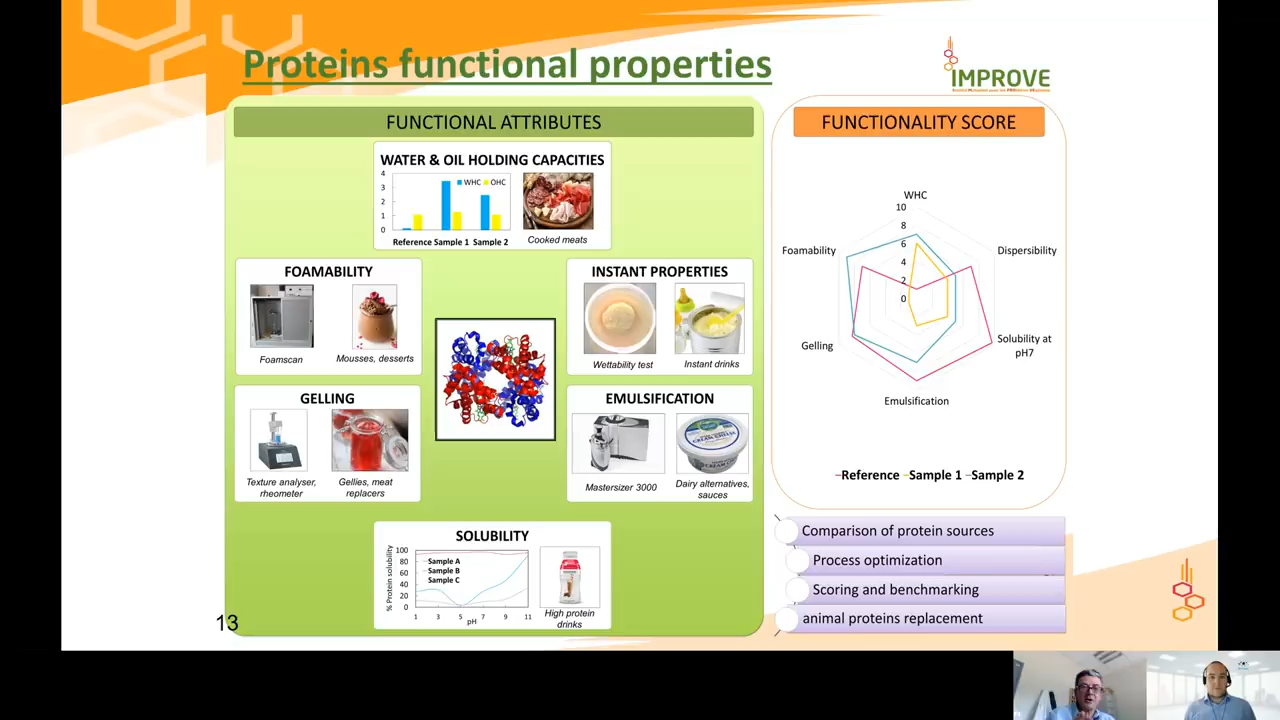 Proteins functional properties
IMPROVE
FUNCTIONAL ATTRIBUTES
WATER & OIL HOLDING CAPACITIES
4
3
2
1
0
WHC OHC
Reference Sample 1 Sample 2
Cooked meats
FOAMABILITY
Foamscan
Mousses, desserts
INSTANT PROPERTIES
Wettability test
Instant drinks
GELLING
Texture analyser,
rheometer
Gellies, meat
replacers
EMULSIFICATION
CREAM CHEESE
Mastersizer 3000
Dairy alternatives,
sauces
SOLUBILITY
% Protein solubility
100
80
60
40
20
0
Sample A
Sample B
Sample C
1 3 5 7 9 11
pH
High protein
drinks
13
FUNCTIONALITY SCORE
WHC
10
8
6
4
2
0
Dispersibility
Solubility at
pH7
Emulsification
Gelling
Foamability
Reference Sample 1 Sample 2
Comparison of protein sources
Process optimization
Scoring and benchmarking
animal proteins replacement